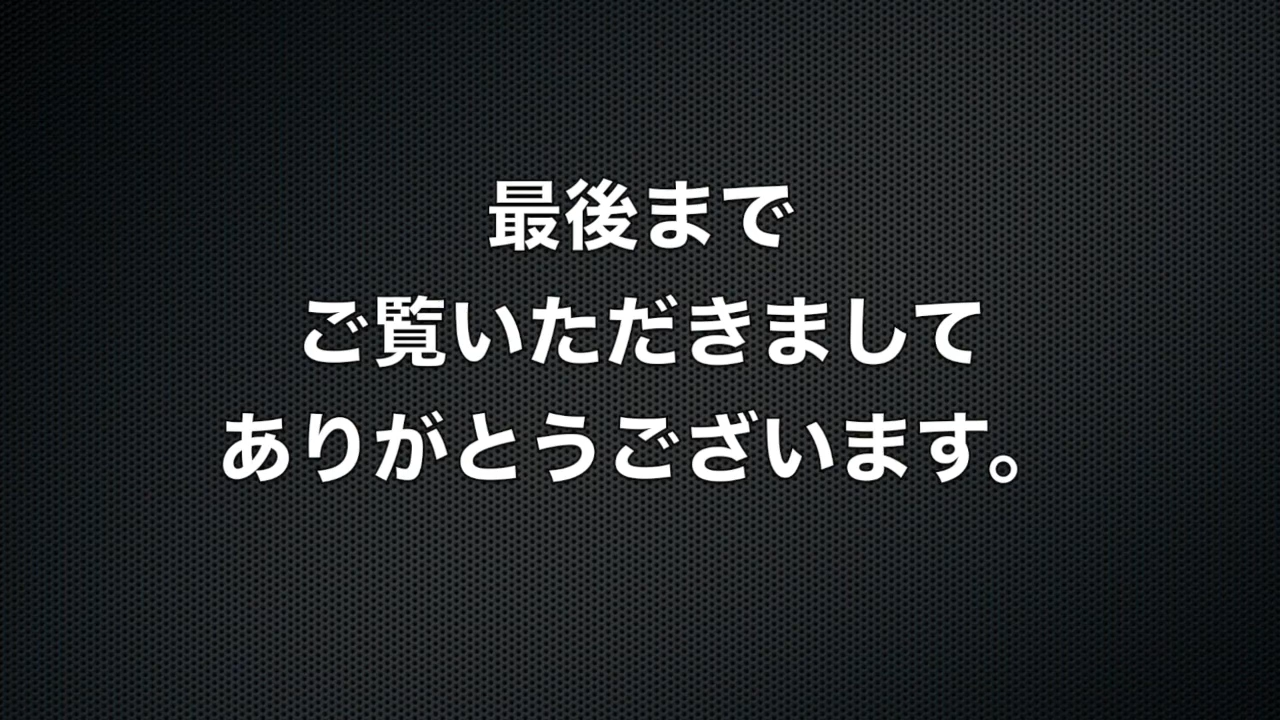 最後まで
ご覧いただきまして
ありがとうございます。